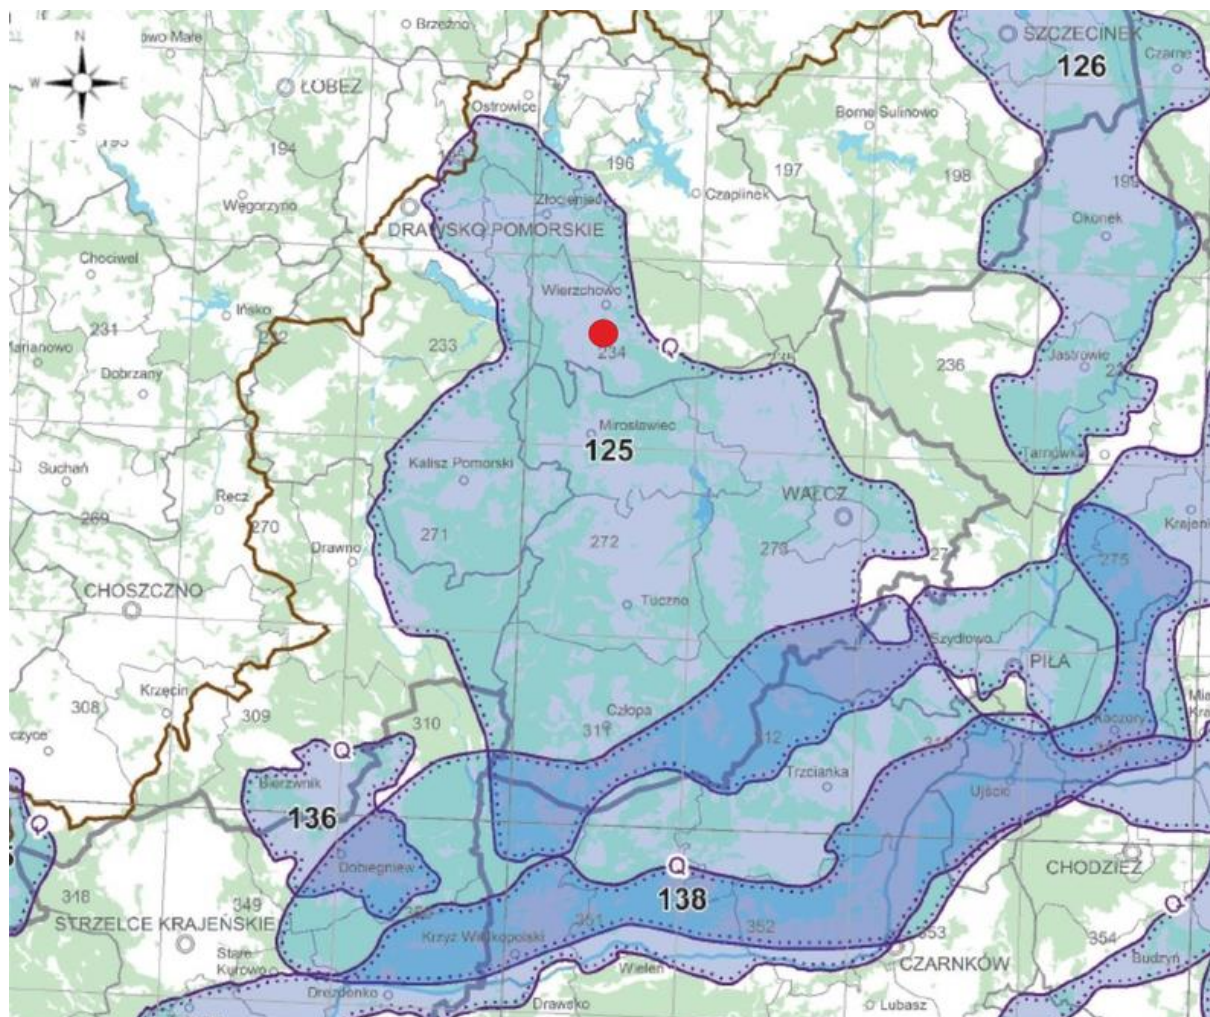 Brzeżno
SZCZECINEK
N
126
Czarne
W
E
ŁOBEZ
S
Ostrowice
Borne Sulinowo
194
196
197
198
199
Węgorzyno
Czaplinek
Złocieniec
DRAWSKO POMORSKIE
Okonek
Chociwel
Wierzchowo
Ińsko
231
232
233
234
Q
236
Marianowo
Dobrzany
Jastrowie
Mirosławiec
125
Suchań
Kalisz Pomorski
Tarnówka
WAŁCZ
Recz
269
270
271
272
Drawno
275
CHOSZCZNO
Tuczno
Szydłowo
PIŁA
Krzęcin
308
309
310
Człopa
311
312
Kaczory
Q
Trzcianka
Bierzwnik
Ujście
136
Q
Dobiegniew
Q
CHODZIEŻ
318
349
138
Q
STRZELCE KRAJEŃSKIE
351
352
353
354
Krzyż Wielkopolski
Stare
Kurowo
Wieleń
CZARNKÓW
Budzyń
Drezdenko
Drawsko
Lubasz